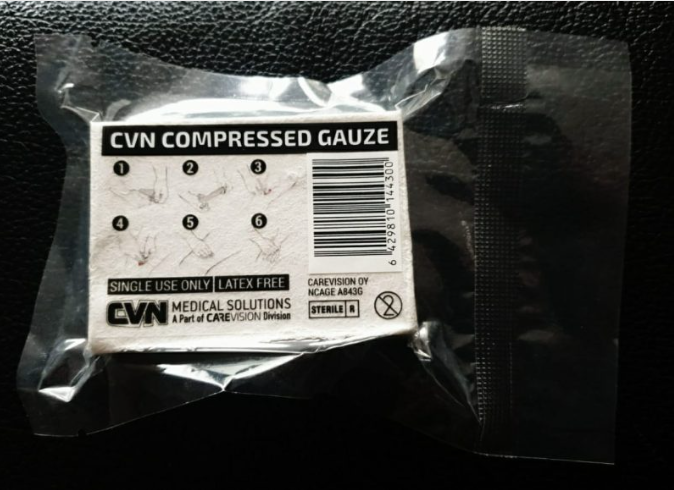 CVN COMPRESSED GAUZE
1 2 3
4 5 6
6 429810 144300
SINGLE USE ONLY LATEX FREE
CVN MEDICAL SOLUTIONS
A Part of CAREVISION Division
CAREVISION OY
NCAGE A843G
STERILE R
2